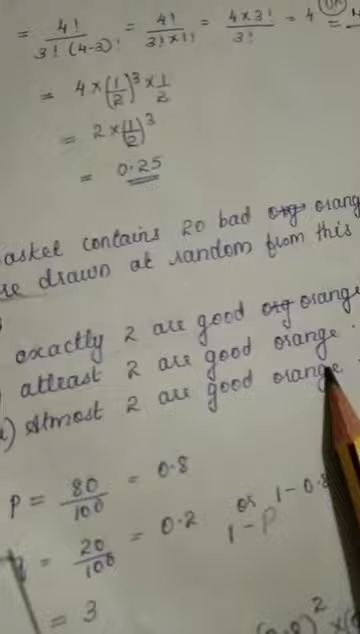 = 4! / 3! (4-3)! = 4! / 3! × 1! = 4 × 3! / 3! = 4
= 4 × (1/2)³ × 1/2
= 2 × (1/2)³
= 0.25
asket contains 20 bad orang
re drawn at random from this
exactly 2 are good orange
atleast 2 are good orange.
) Atmost 2 are good orange.
P = 80/100 = 0.8
= 20/100 = 0.2 or 1 - 0.8
1 - P
= 3